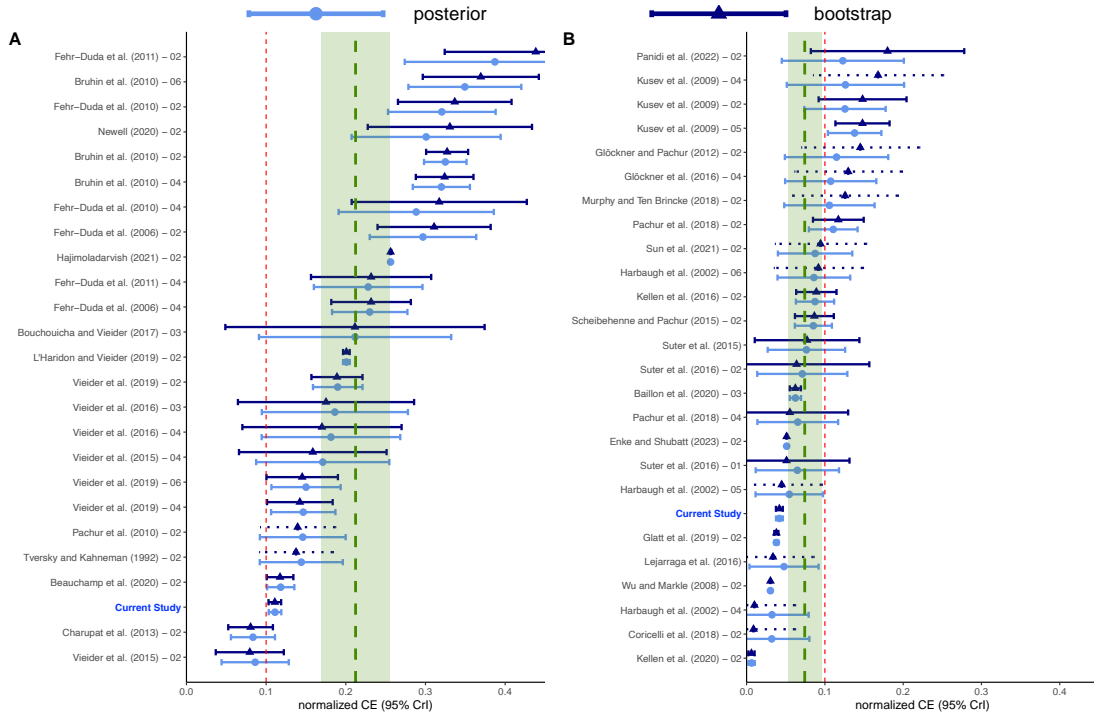 posterior
bootstrap
A
Fehr–Duda et al. (2011) – 02
Bruhin et al. (2010) – 06
Fehr–Duda et al. (2010) – 02
Newell (2020) – 02
Bruhin et al. (2010) – 02
Bruhin et al. (2010) – 04
Fehr–Duda et al. (2010) – 04
Fehr–Duda et al. (2006) – 02
Hajimoladarvish (2021) – 02
Fehr–Duda et al. (2011) – 04
Fehr–Duda et al. (2006) – 04
Bouchouicha and Vieider (2017) – 03
L'Haridon and Vieider (2019) – 02
Vieider et al. (2019) – 02
Vieider et al. (2016) – 03
Vieider et al. (2016) – 04
Vieider et al. (2015) – 04
Vieider et al. (2019) – 06
Vieider et al. (2019) – 04
Pachur et al. (2010) – 02
Tversky and Kahneman (1992) – 02
Beauchamp et al. (2020) – 02
Current Study
Charupat et al. (2013) – 02
Vieider et al. (2015) – 02
0.0 0.1 0.2 0.3 0.4
normalized CE (95% CrI)
B
Panidi et al. (2022) – 02
Kusev et al. (2009) – 04
Kusev et al. (2009) – 02
Kusev et al. (2009) – 05
Glöckner and Pachur (2012) – 02
Glöckner et al. (2016) – 04
Murphy and Ten Brincke (2018) – 02
Pachur et al. (2018) – 02
Sun et al. (2021) – 02
Harbaugh et al. (2002) – 06
Kellen et al. (2016) – 02
Scheibehenne and Pachur (2015) – 02
Suter et al. (2015)
Suter et al. (2016) – 02
Baillon et al. (2020) – 03
Pachur et al. (2018) – 04
Enke and Shubatt (2023) – 02
Suter et al. (2016) – 01
Harbaugh et al. (2002) – 05
Current Study
Glatt et al. (2019) – 02
Lejarraga et al. (2016)
Wu and Markle (2008) – 02
Harbaugh et al. (2002) – 04
Coricelli et al. (2018) – 02
Kellen et al. (2020) – 02
0.0 0.1 0.2 0.3 0.4
normalized CE (95% CrI)